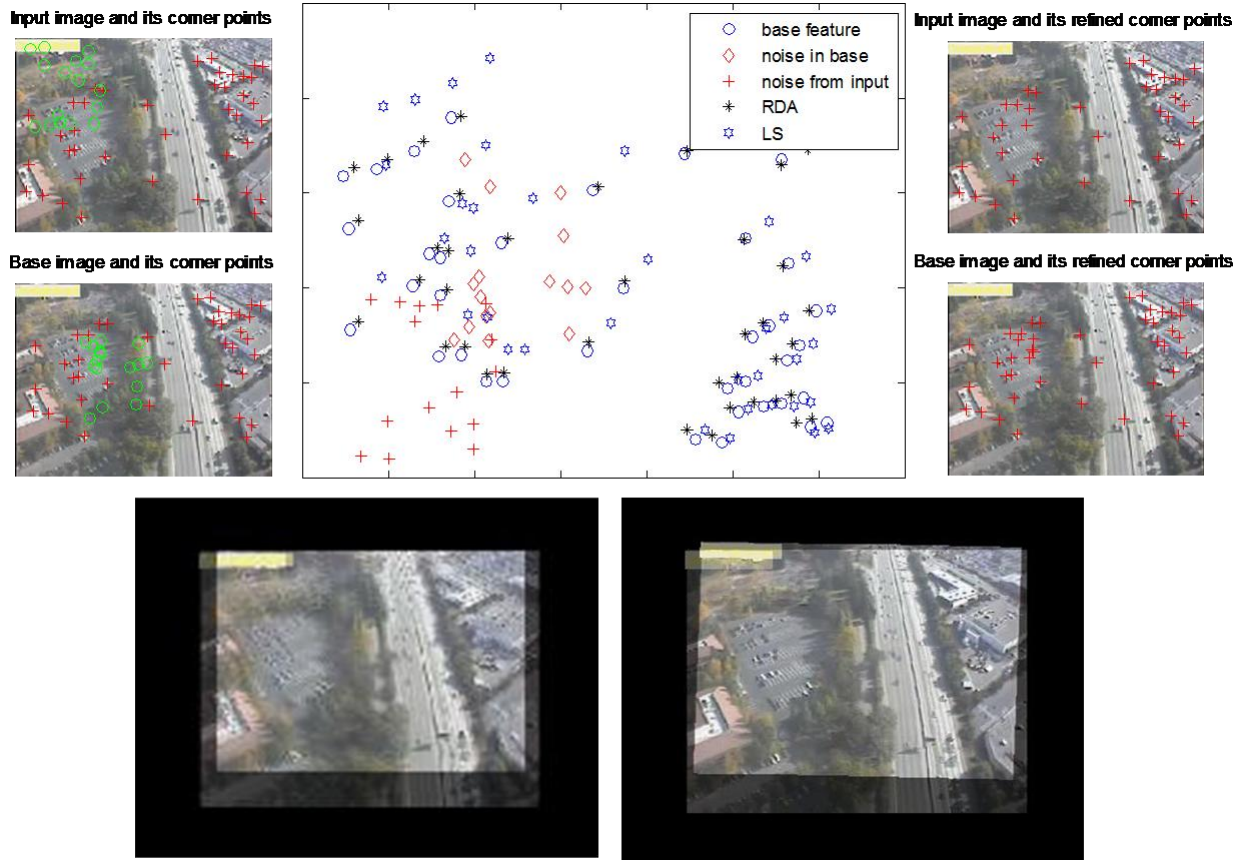 Input image and its corner points
base feature
noise in base
noise from input
RDA
LS
Input image and its refined corner points
Base image and its corner points
Base image and its refined corner points